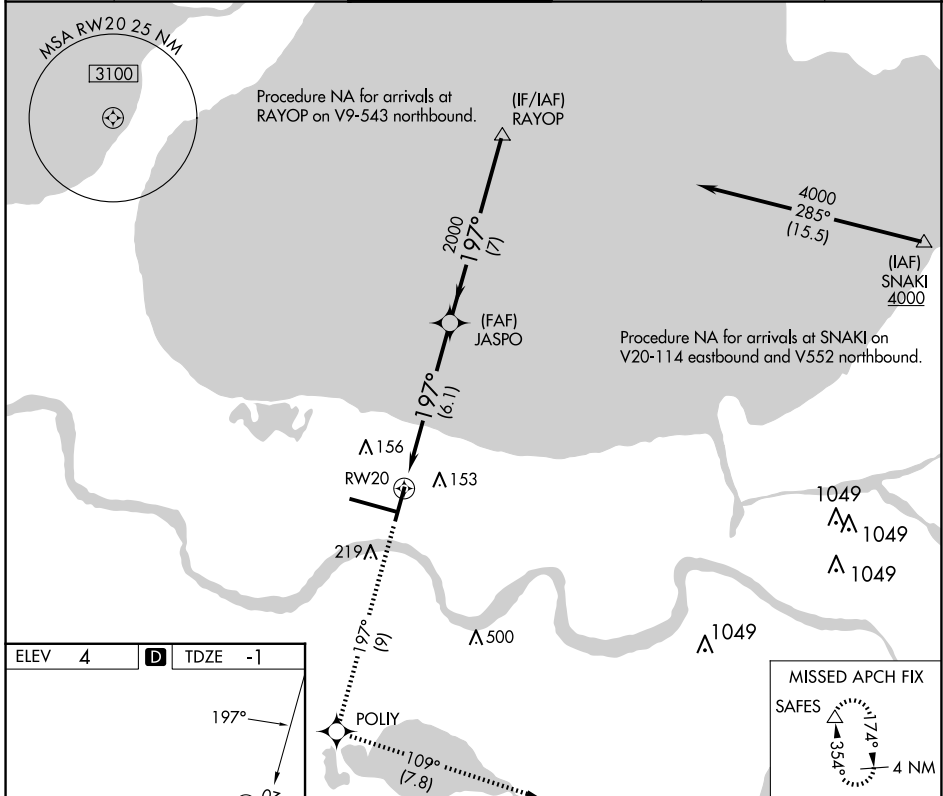 MSA RW20 25 NM
3100
Procedure NA for arrivals at
RAYOP on V9-543 northbound.
(IF/IAF)
RAYOP
2000
197°
(7)
4000
285°
(15.5)
(IAF)
SNAKI
4000
(FAF)
JASPO
Procedure NA for arrivals at SNAKI on
V20-114 eastbound and V552 northbound.
197°
(6.1)
156
RW20
153
1049
1049
1049
219
197°
(9)
500
1049
ELEV 4 D TDZE -1
197°
POLIY
109°
(7.8)
MISSED APCH FIX
SAFES
354°
174°
4 NM